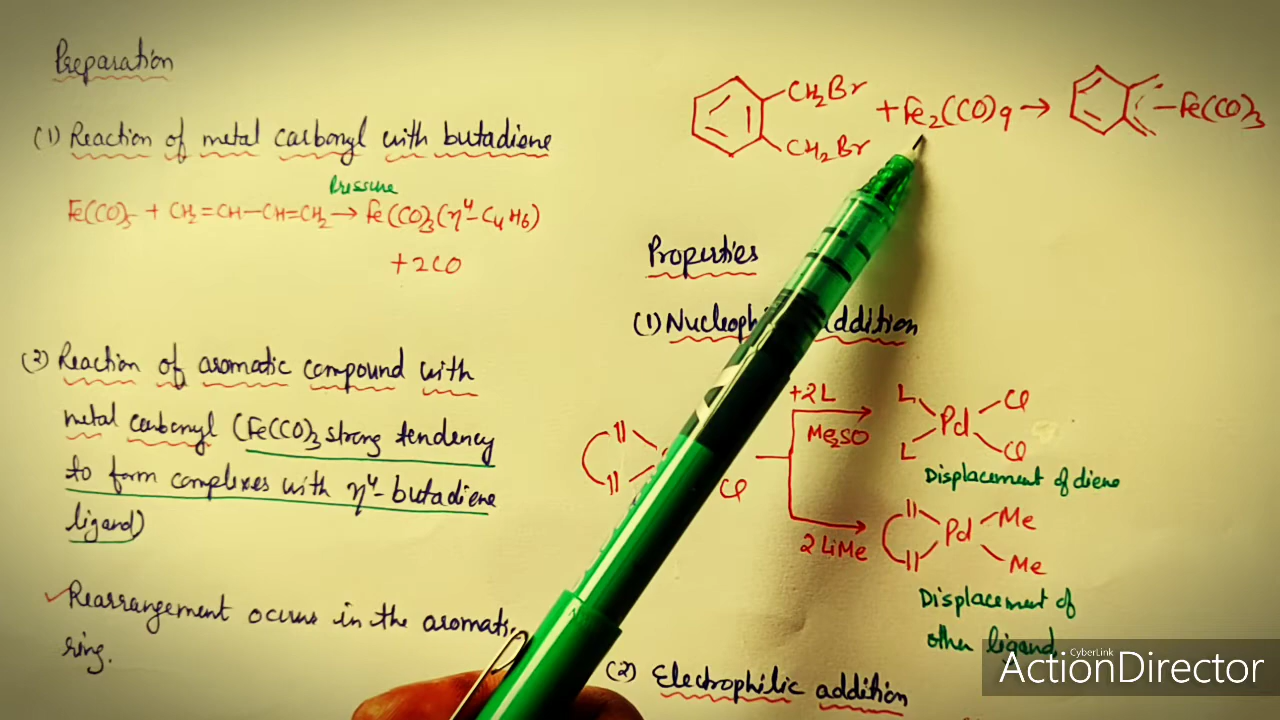 Preparation
(1) Reaction of metal carbonyl with butadiene
Pressure
Fe(CO)5 + CH2=CH-CH=CH2 → Fe(CO)3(η4-C4H6)
+2CO
(2) Reaction of aromatic compound with
metal carbonyl (Fe(CO)3 strong tendency
to form complexes with η4-butadiene
ligand)
✓Rearrangement occurs in the aromatic
ring.
CH2Br
CH2Br
+Fe2(CO)9 →
-Fe(CO)3
Properties
(1) addition
Cl
+2L
Me2SO
L
L
Pd
Cl
Cl
Displacement of diene
2 LiMe
Pd
Me
Me
Displacement of
other ligand
(2) Electrophilic addition
CyberLink
ActionDirector